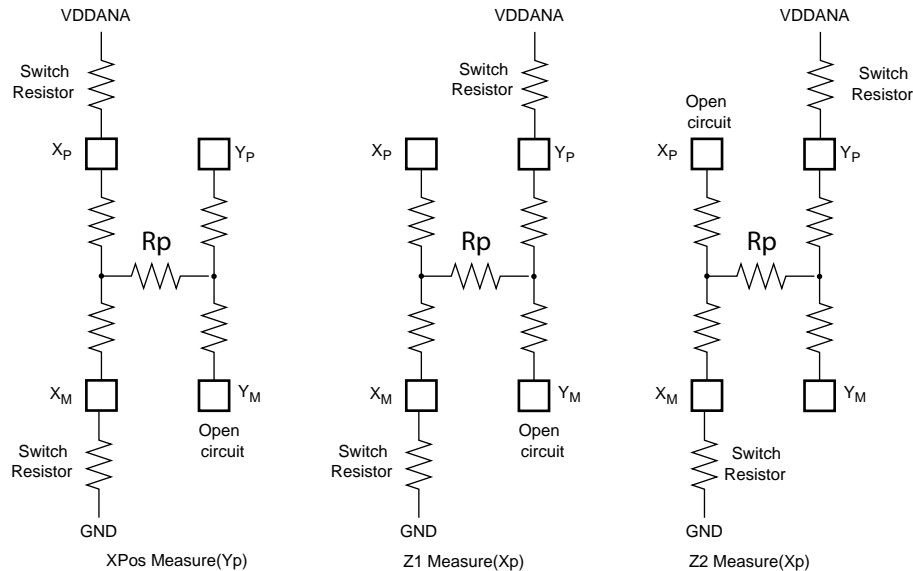 VDDANA
Switch
Resistor
XP
YP
Rp
XM
YM
Open
circuit
Switch
Resistor
GND
XPos Measure(Yp)
VDDANA
Switch
Resistor
XP
YP
Rp
XM
YM
Open
circuit
Switch
Resistor
GND
Z1 Measure(Xp)
VDDANA
Switch
Resistor
Open
circuit
XP
YP
Rp
XM
YM
Switch
Resistor
GND
Z2 Measure(Xp)